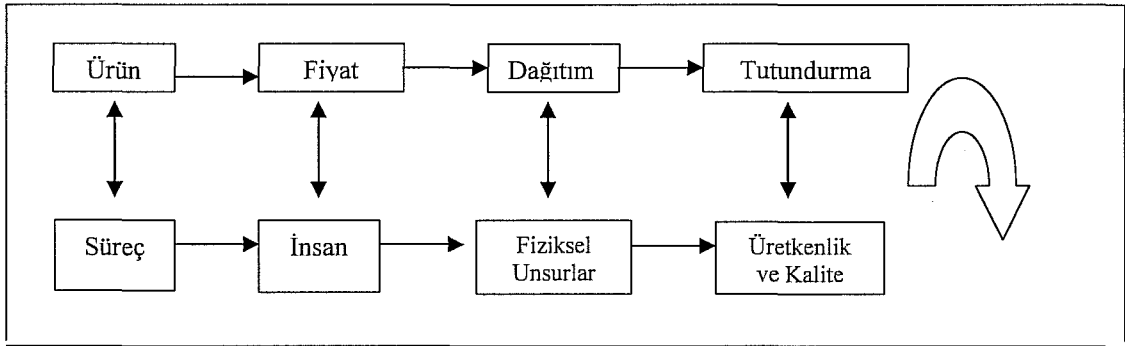 Ürün
Fiyat
Dağıtım
Tutundurma
Süreç
İnsan
Fiziksel
Unsurlar
Üretkenlik
ve Kalite